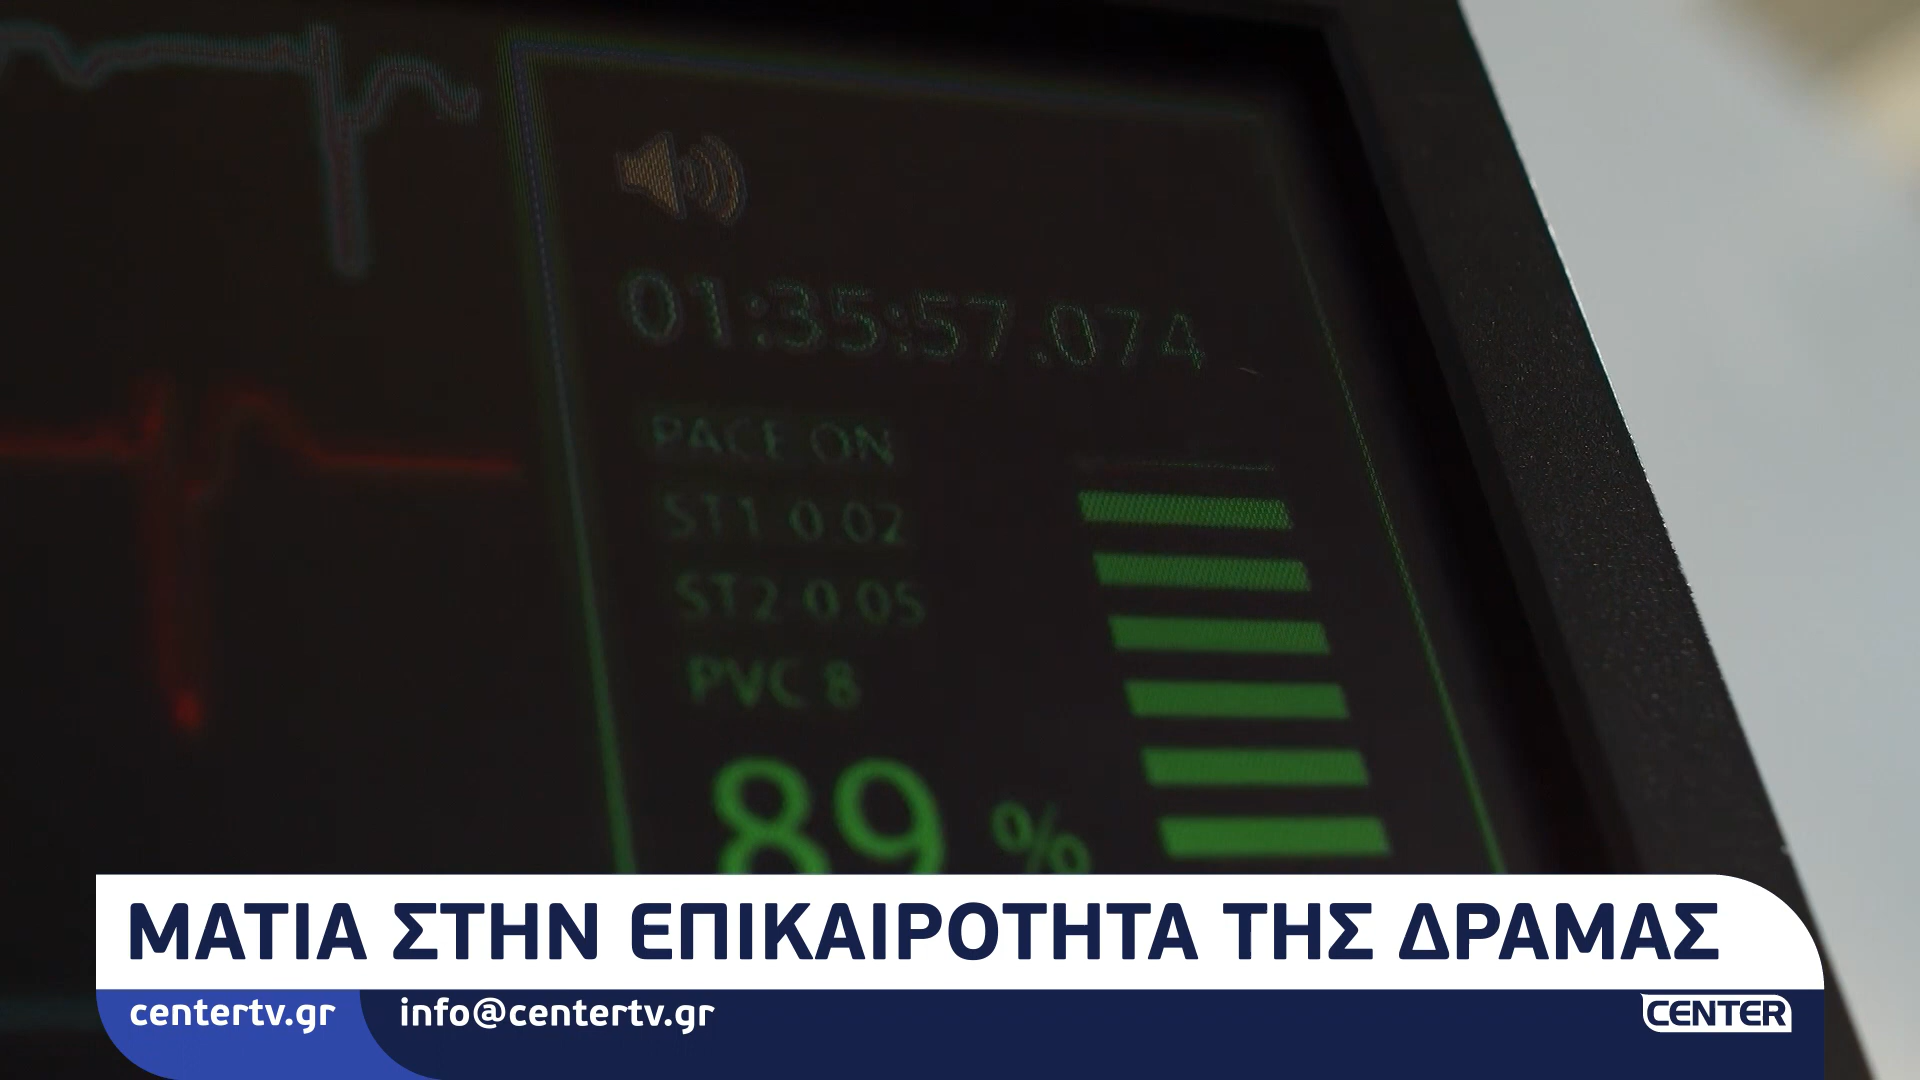 01:35:57.074
PACE ON
ST1 0.02
ST2 0.05
PVC 8
89 %
ΜΑΤΙΑ ΣΤΗΝ ΕΠΙΚΑΙΡΟΤΗΤΑ ΤΗΣ ΔΡΑΜΑΣ
centertv.gr info@centertv.gr CENTER